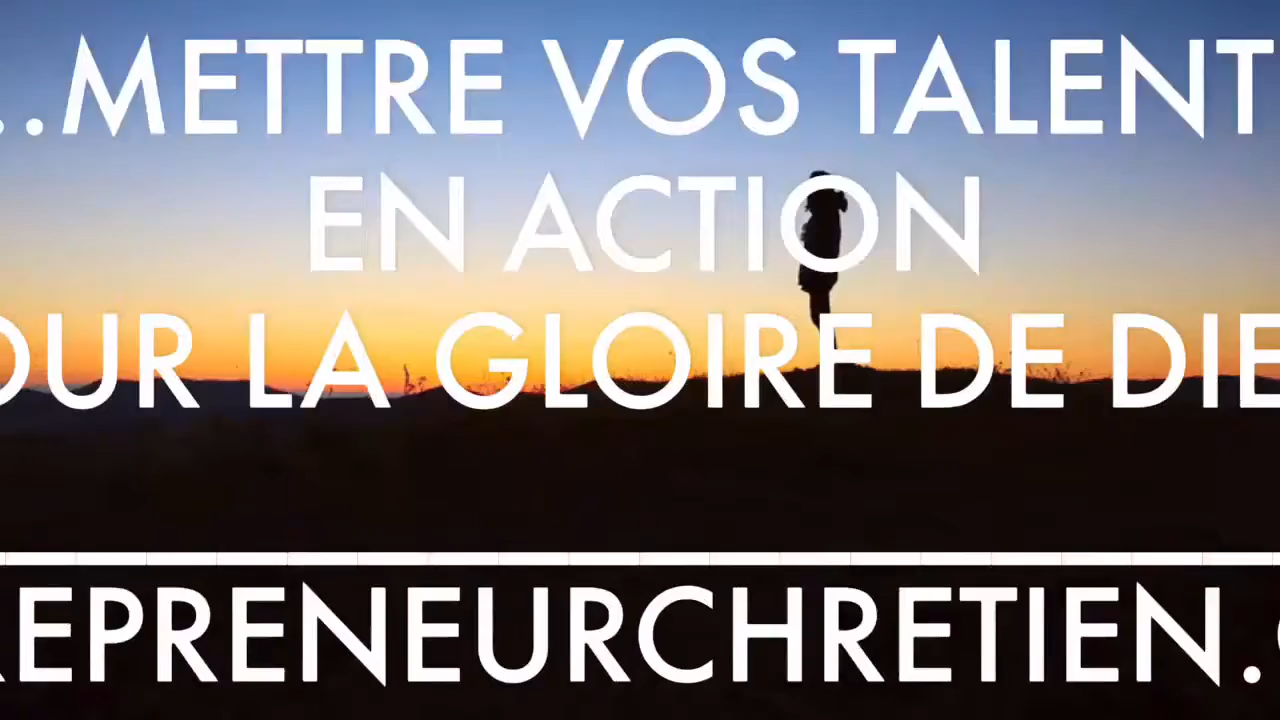 ..METTRE VOS TALENT
EN ACTION
OUR LA GLOIRE DE DIE
REPRENEURCHRETIEN.